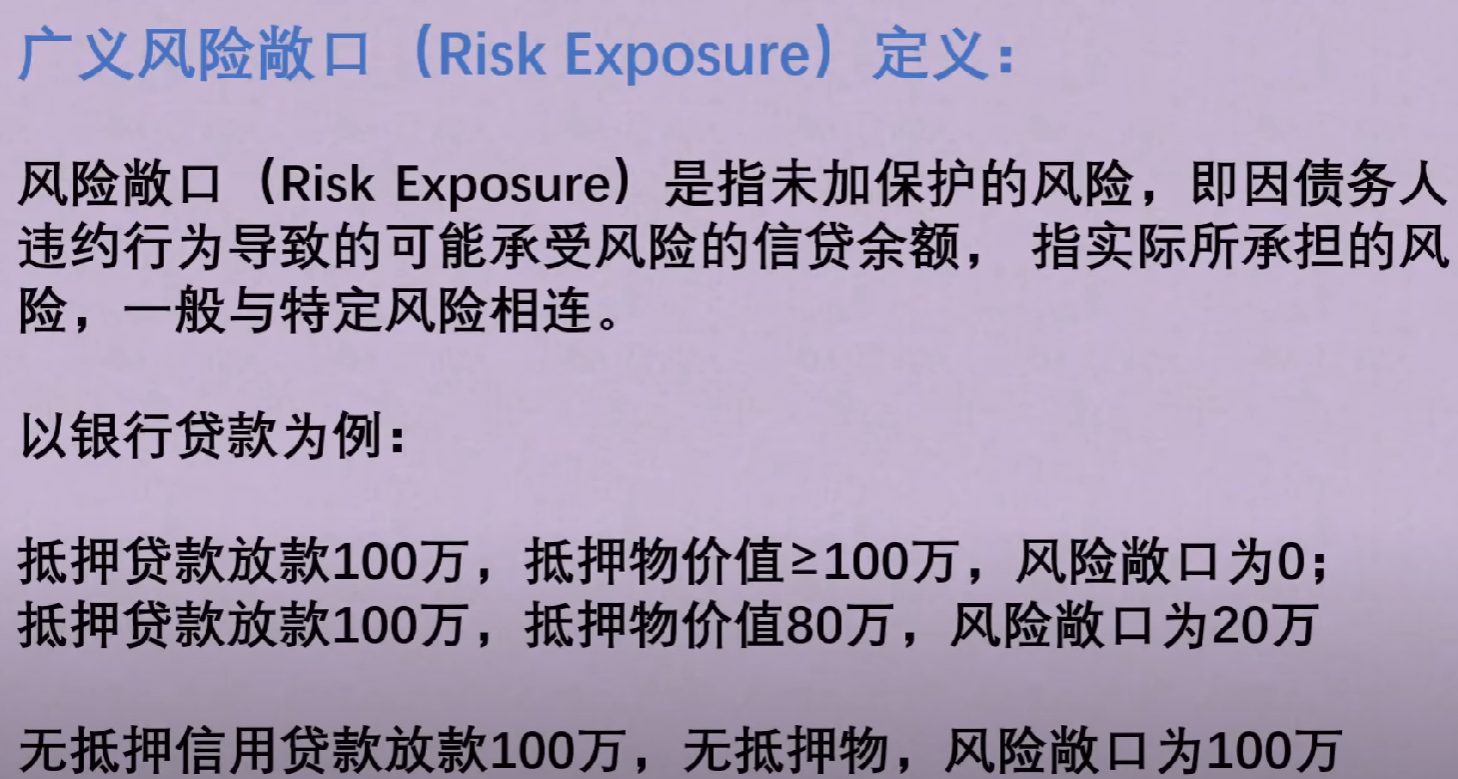 广义风险敞口（Risk Exposure）定义：
风险敞口（Risk Exposure）是指未加保护的风险，即因债务人
违约行为导致的可能承受风险的信贷余额， 指实际所承担的风
险，一般与特定风险相连。
以银行贷款为例：
抵押贷款放款100万，抵押物价值≥100万，风险敞口为0；
抵押贷款放款100万，抵押物价值80万，风险敞口为20万
无抵押信用贷款放款100万，无抵押物，风险敞口为100万